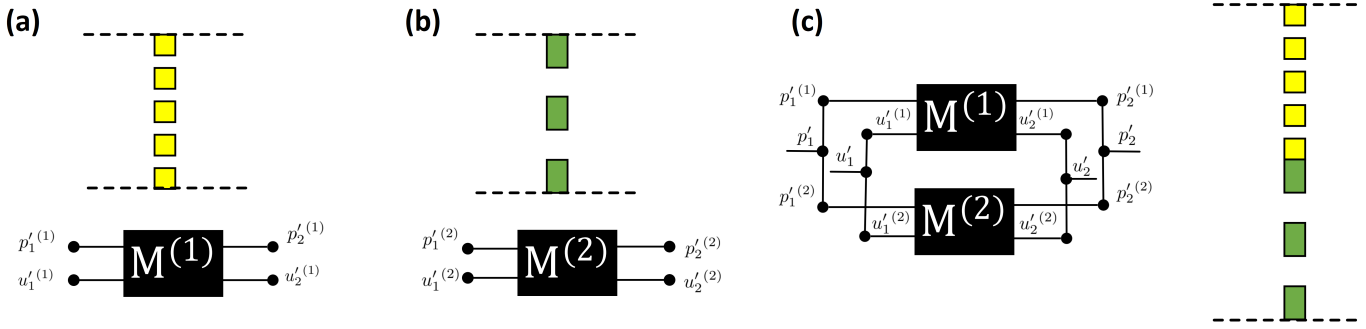 (a)
(b)
(c)
p′₁⁽¹⁾ M⁽¹⁾ p′₂⁽¹⁾
u′₁⁽¹⁾ u′₂⁽¹⁾
p′₁⁽²⁾ M⁽²⁾ p′₂⁽²⁾
u′₁⁽²⁾ u′₂⁽²⁾
p′₁⁽¹⁾ M⁽¹⁾ p′₂⁽¹⁾
u′₁⁽¹⁾ u′₂⁽¹⁾
p′₁ p′₂
u′₁ u′₂
p′₁⁽²⁾ M⁽²⁾ p′₂⁽²⁾
u′₁⁽²⁾ u′₂⁽²⁾